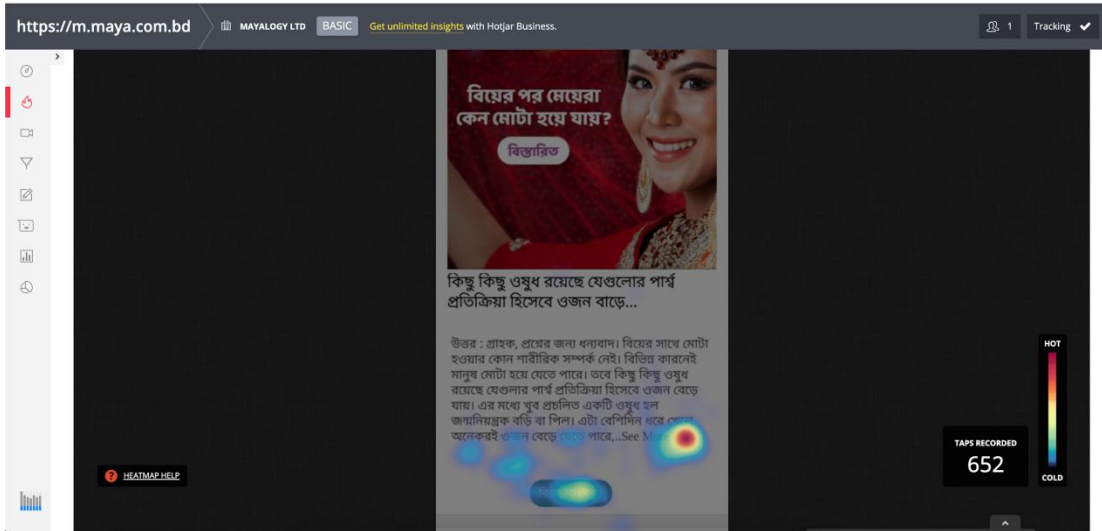 https://m.maya.com.bd
MAYALOGY LTD
BASIC
Get unlimited insights with Hotjar Business.
1
Tracking
বিয়ের পর মেয়েরা
কেন মোটা হয়ে যায়?
বিস্তারিত
কিছু কিছু ওষুধ রয়েছে যেগুলোর পার্শ্ব
প্রতিক্রিয়া হিসেবে ওজন বাড়ে...
উত্তর : গ্রাহক, প্রশ্নের জন্য ধন্যবাদ। বিয়ের সাথে মোটা
হওয়ার কোন শারীরিক সম্পর্ক নেই। বিভিন্ন কারনেই
মানুষ মোটা হয়ে যেতে পারে। তবে কিছু কিছু ওষুধ
রয়েছে যেগুলার পার্শ্ব প্রতিক্রিয়া হিসেবে ওজন বেড়ে
যায়। এর মধ্যে খুব প্রচলিত একটি ওষুধ হল
জন্মনিয়ন্ত্রক বড়ি বা পিল। এটা বেশিদিন ধরে
অনেকরই ওজন বেড়ে যেতে পারে,...See
HOT
TAPS RECORDED
652
COLD
HEATMAP HELP